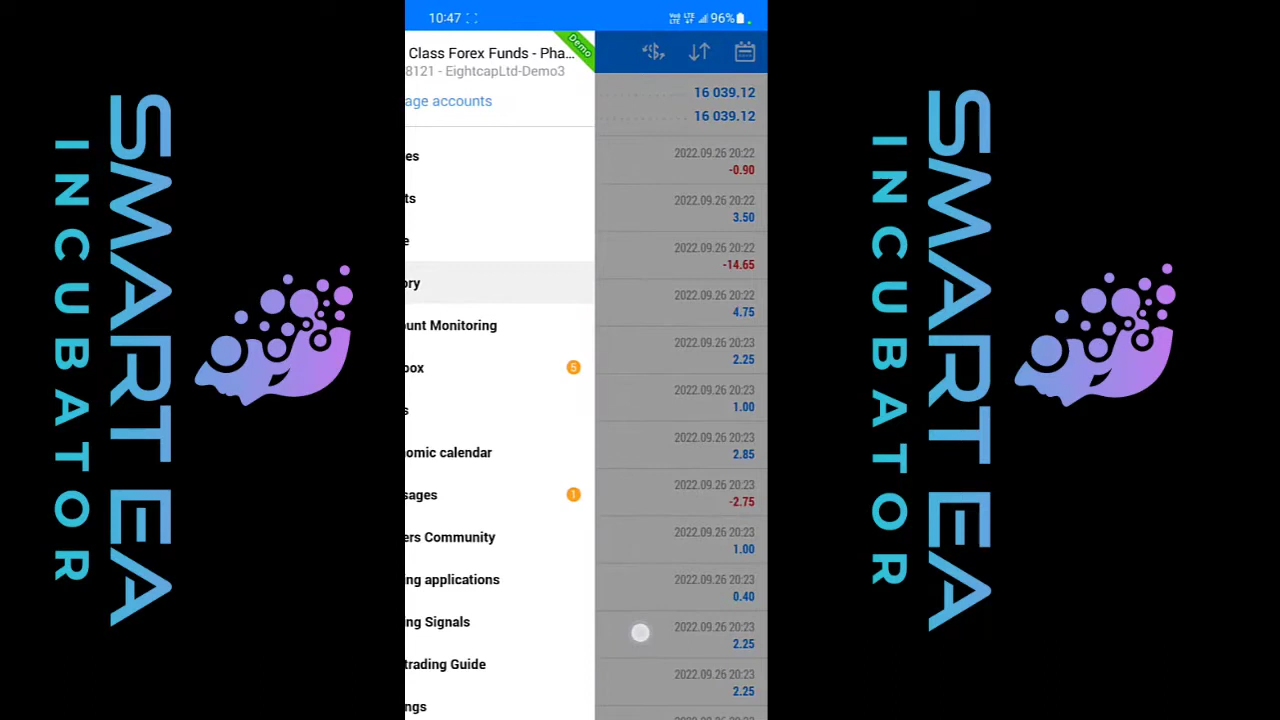 SMART EA
INCUBATOR
10:47
VoLTE LTE 96%
Class Forex Funds - Pha...
8121 - EightcapLtd-Demo3
age accounts
Demo
es
ts
e
ory
unt Monitoring
box 5
s
omic calendar
sages 1
ers Community
ng applications
ng Signals
trading Guide
ngs
16 039.12
16 039.12
2022.09.26 20:22
-0.90
2022.09.26 20:22
3.50
2022.09.26 20:22
-14.65
2022.09.26 20:22
4.75
2022.09.26 20:23
2.25
2022.09.26 20:23
1.00
2022.09.26 20:23
2.85
2022.09.26 20:23
-2.75
2022.09.26 20:23
1.00
2022.09.26 20:23
0.40
2022.09.26 20:23
2.25
2022.09.26 20:23
2.25
SMART EA
INCUBATOR